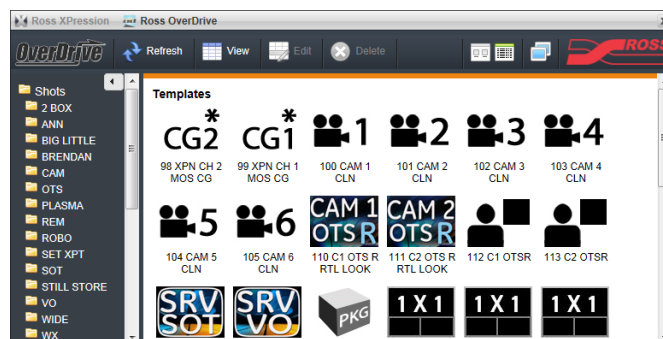 Ross XPression Ross OverDrive
OverDrive Refresh View Edit Delete ROSS
Shots
2 BOX
ANN
BIG LITTLE
BRENDAN
CAM
OTS
PLASMA
REM
ROBO
SET XPT
SOT
STILL STORE
VO
WIDE
WX
Templates
CG2* CG1* 1 2 3 4
98 XPN CH 2 99 XPN CH 1 100 CAM 1 101 CAM 2 102 CAM 3 103 CAM 4
MOS CG MOS CG CLN CLN CLN CLN
5 6 CAM 1 CAM 2
OTS R OTS R
104 CAM 5 105 CAM 6 110 C1 OTS R 111 C2 OTS R 112 C1 OTSR 113 C2 OTSR
CLN CLN RTL LOOK RTL LOOK
SRV SRV PKG 1 X 1 1 X 1 1 X 1
SOT VO